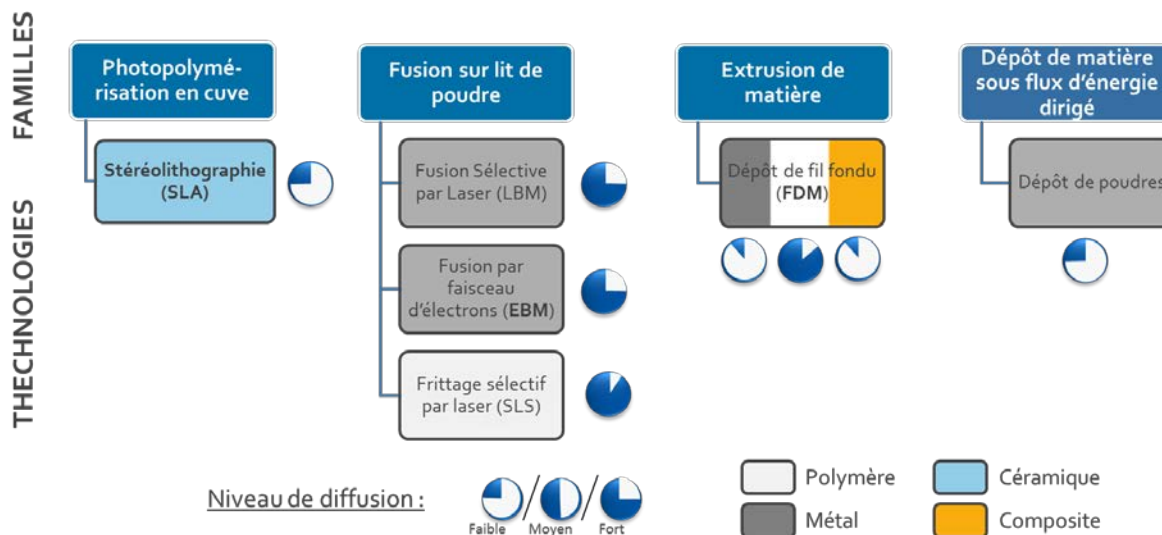 FAMILLES
THECHNOLOGIES
Photopolymé-
risation en cuve
Stéréolithographie
(SLA)
Fusion sur lit de
poudre
Fusion Sélective
par Laser (LBM)
Fusion par
faisceau
d'électrons (EBM)
Frittage sélectif
par laser (SLS)
Extrusion de
matière
Dépôt de fil fondu
(FDM)
Dépôt de matière
sous flux d'énergie
dirigé
Dépôt de poudres
Niveau de diffusion :
Faible / Moyen / Fort
Polymère
Céramique
Métal
Composite